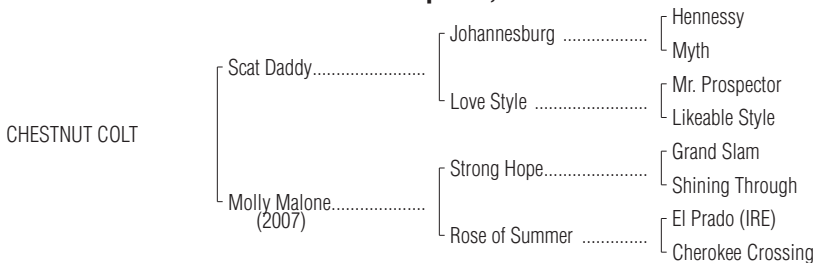 Hennessy
Johannesburg ..................
Myth
Scat Daddy........................
Mr. Prospector
Love Style ........................
Likeable Style
CHESTNUT COLT
Grand Slam
Strong Hope......................
Shining Through
Molly Malone....................
(2007)
El Prado (IRE)
Rose of Summer ..............
Cherokee Crossing